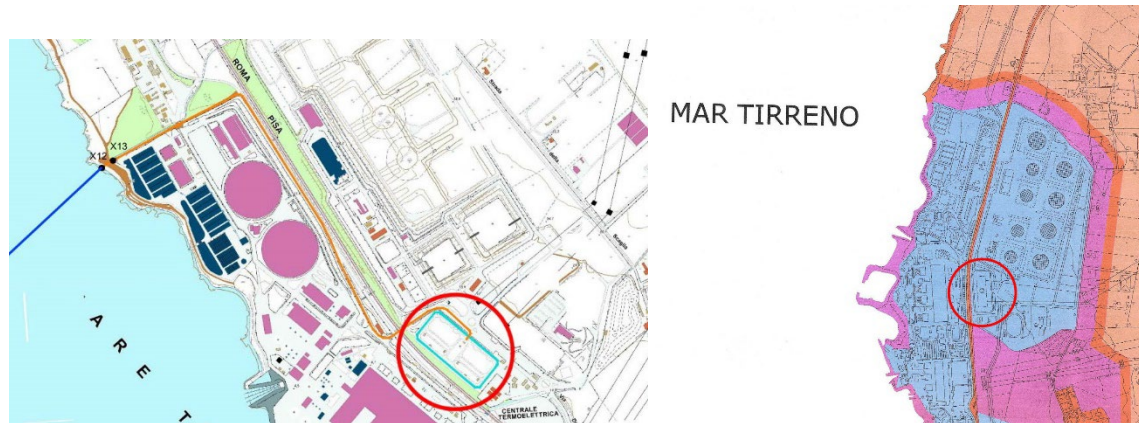 MAR TIRRENO
ROMA
PISA
X13
X12
A R E T
CENTRALE
TERMOELETTRICA